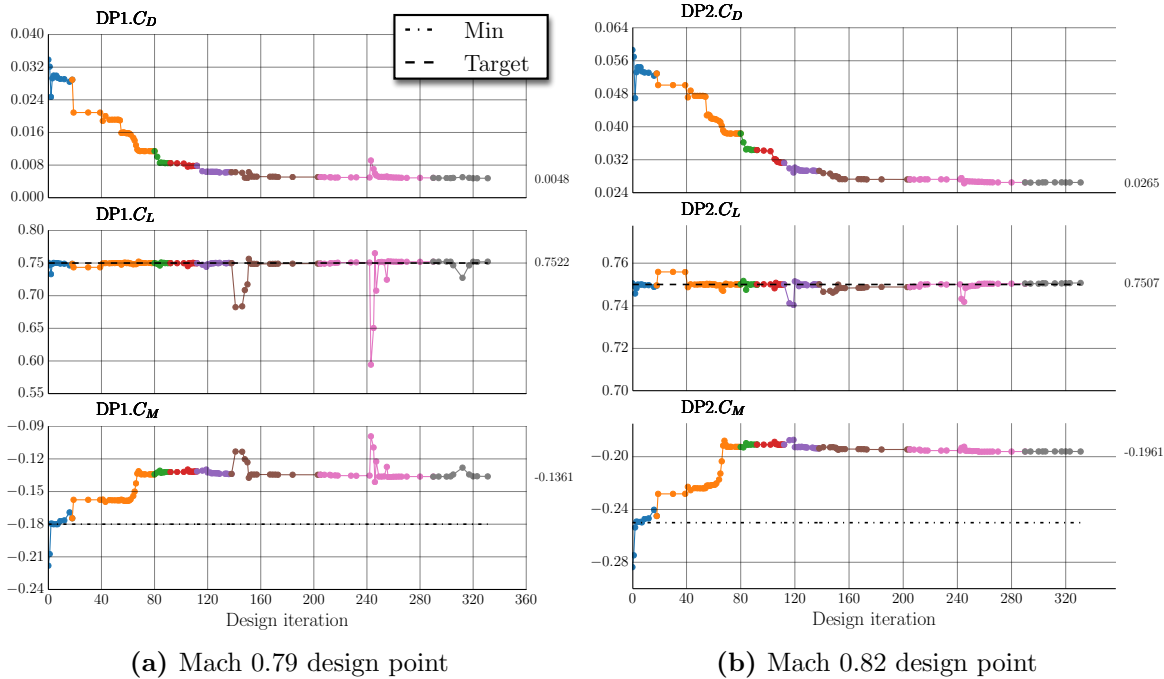 DP1.C_D
0.040
0.032
0.024
0.016
0.008
0.000
0.0048
Min
Target
DP1.C_L
0.80
0.75
0.70
0.65
0.60
0.55
0.7522
DP1.C_M
−0.09
−0.12
−0.15
−0.18
−0.21
−0.24
-0.1361
0 40 80 120 160 200 240 280 320 360
Design iteration
(a) Mach 0.79 design point
DP2.C_D
0.064
0.056
0.048
0.040
0.032
0.024
0.0265
DP2.C_L
0.76
0.74
0.72
0.70
0.7507
DP2.C_M
−0.20
−0.24
−0.28
-0.1961
0 40 80 120 160 200 240 280 320
Design iteration
(b) Mach 0.82 design point